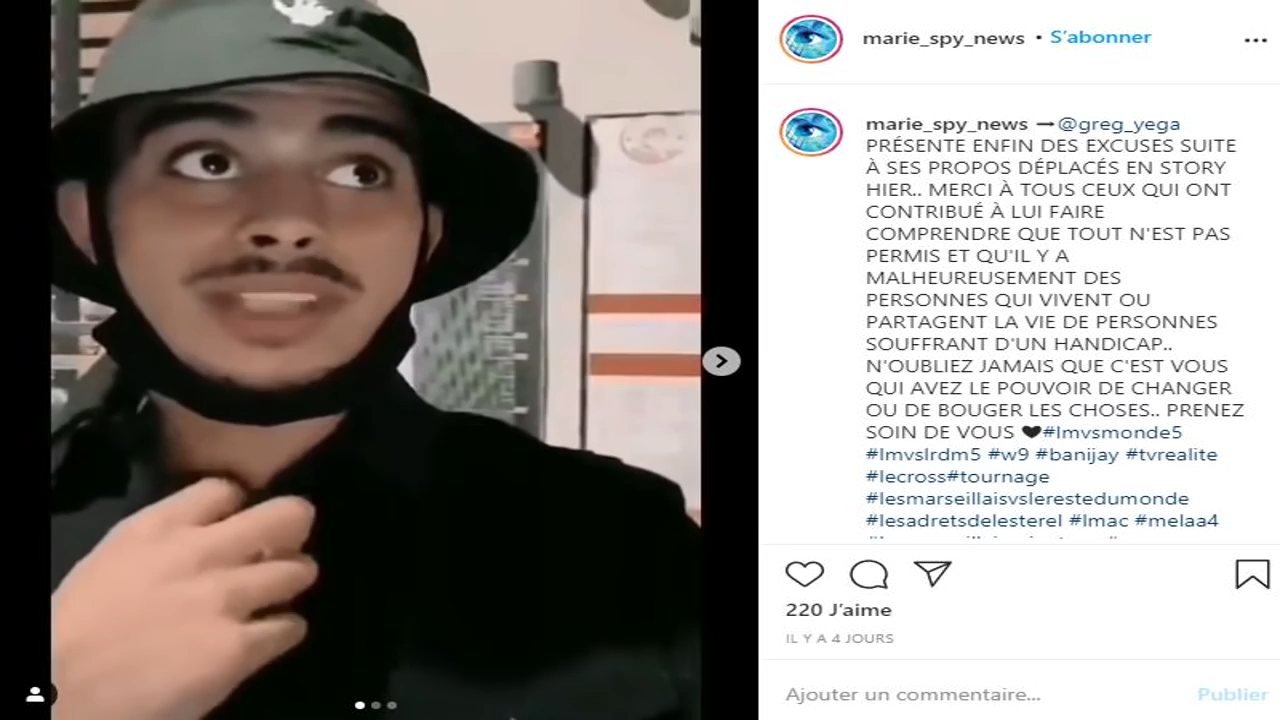 marie_spy_news • S'abonner
marie_spy_news → @greg_yega
PRÉSENTE ENFIN DES EXCUSES SUITE
À SES PROPOS DÉPLACÉS EN STORY
HIER.. MERCI À TOUS CEUX QUI ONT
CONTRIBUÉ À LUI FAIRE
COMPRENDRE QUE TOUT N'EST PAS
PERMIS ET QU'IL Y A
MALHEUREUSEMENT DES
PERSONNES QUI VIVENT OU
PARTAGENT LA VIE DE PERSONNES
SOUFFRANT D'UN HANDICAP..
N'OUBLIEZ JAMAIS QUE C'EST VOUS
QUI AVEZ LE POUVOIR DE CHANGER
OU DE BOUGER LES CHOSES.. PRENEZ
SOIN DE VOUS 🖤#lmvsmonde5
#lmvslrdm5 #w9 #banijay #tvrealite
#lecross#tournage
#lesmarseillaisvslerestedumonde
#lesadretsdelesterel #lmac #melaa4
220 J'aime
IL Y A 4 JOURS
Ajouter un commentaire... Publier